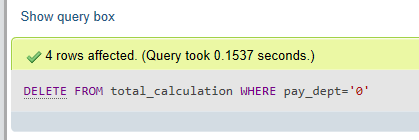 Show query box
4 rows affected. (Query took 0.1537 seconds.)
DELETE FROM total_calculation WHERE pay_dept='0'